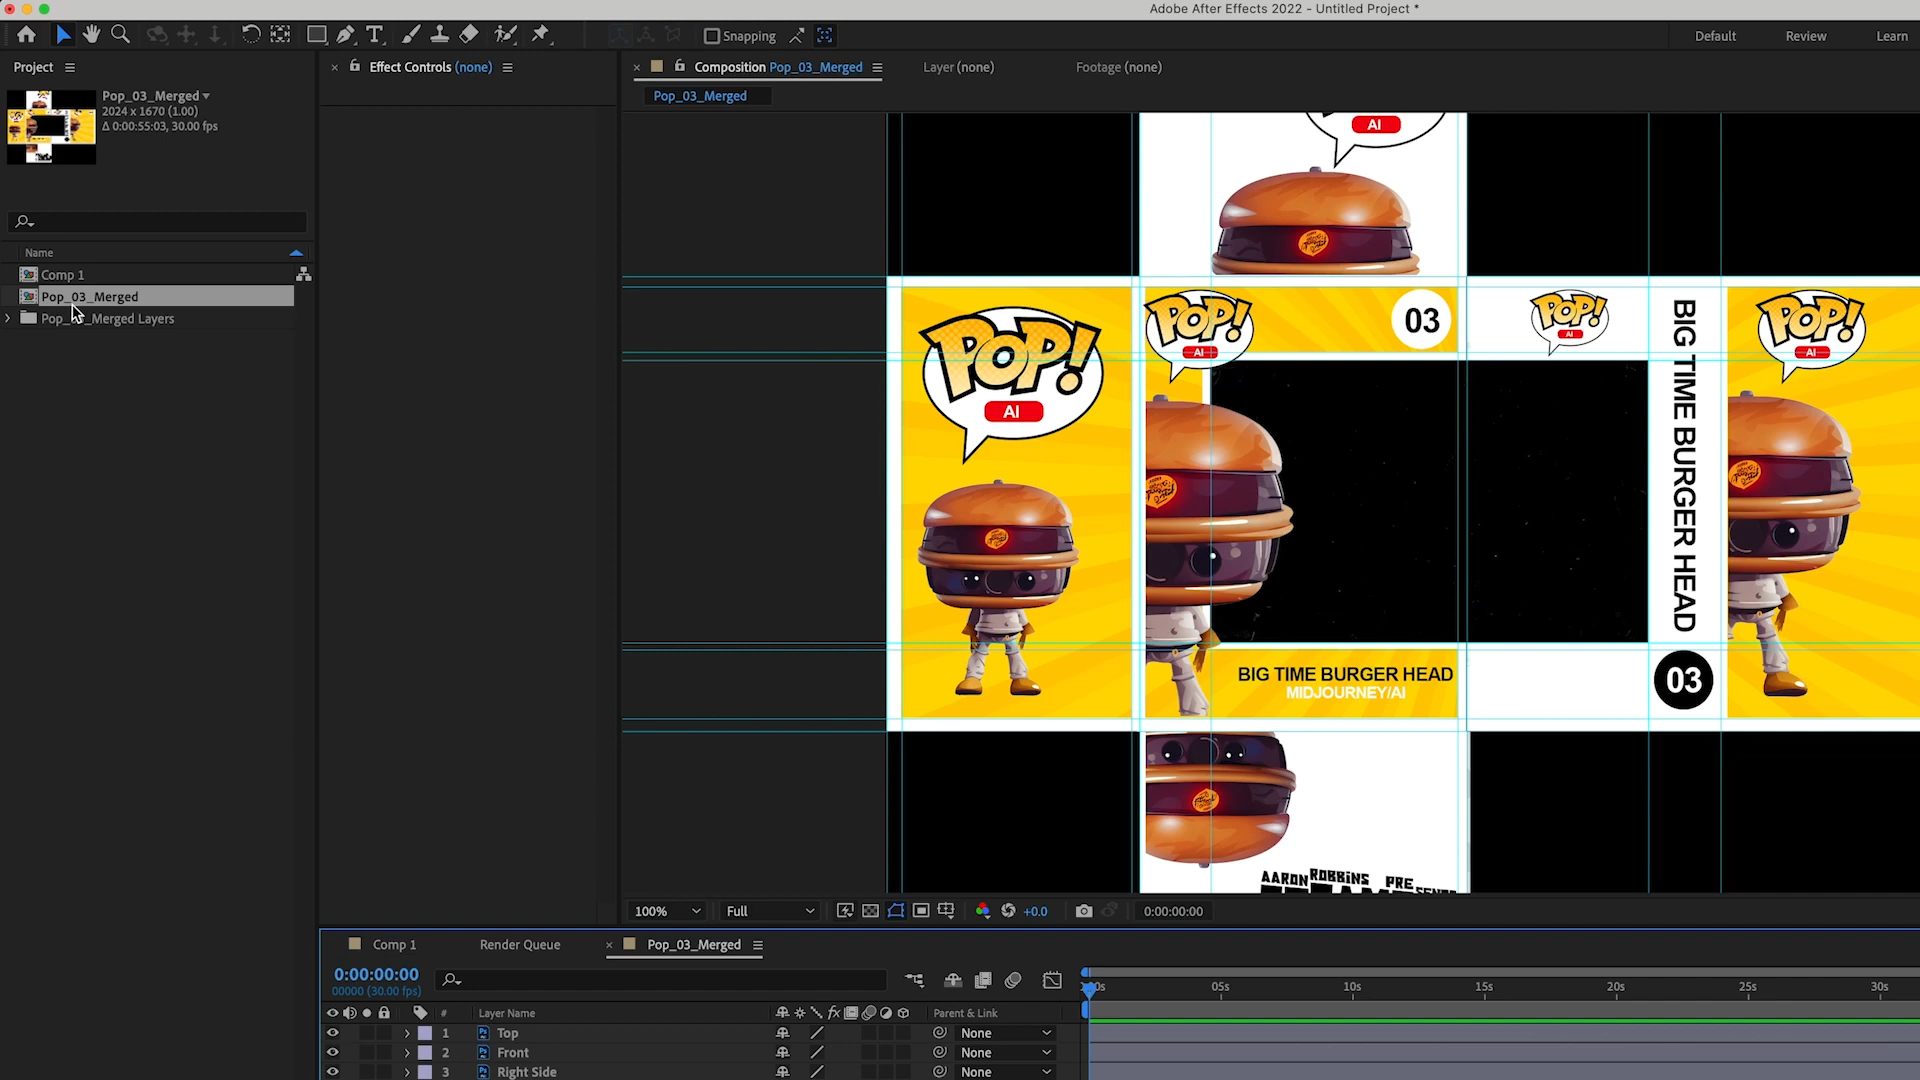 Adobe After Effects 2022 - Untitled Project *
Snapping
Default
Review
Learn
Project
Effect Controls (none)
Composition Pop_03_Merged
Layer (none)
Footage (none)
Pop_03_Merged
2024 x 1670 (1.00)
Δ 0:00:55:03, 30.00 fps
Pop_03_Merged
Name
Comp 1
Pop_03_Merged
Merged Layers
AI
POP!
AI
POP!
AI
03
POP!
AI
BIG TIME BURGER HEAD
03
POP!
AI
BIG TIME BURGER HEAD
MIDJOURNEY/AI
AARON ROBBINS PRE
100%
Full
+0.0
0:00:00:00
Comp 1
Render Queue
Pop_03_Merged
0:00:00:00
00000 (30.00 fps)
05s
10s
15s
20s
25s
30s
#
Layer Name
fx
Parent & Link
1
Top
None
2
Front
None
3
Right Side
None